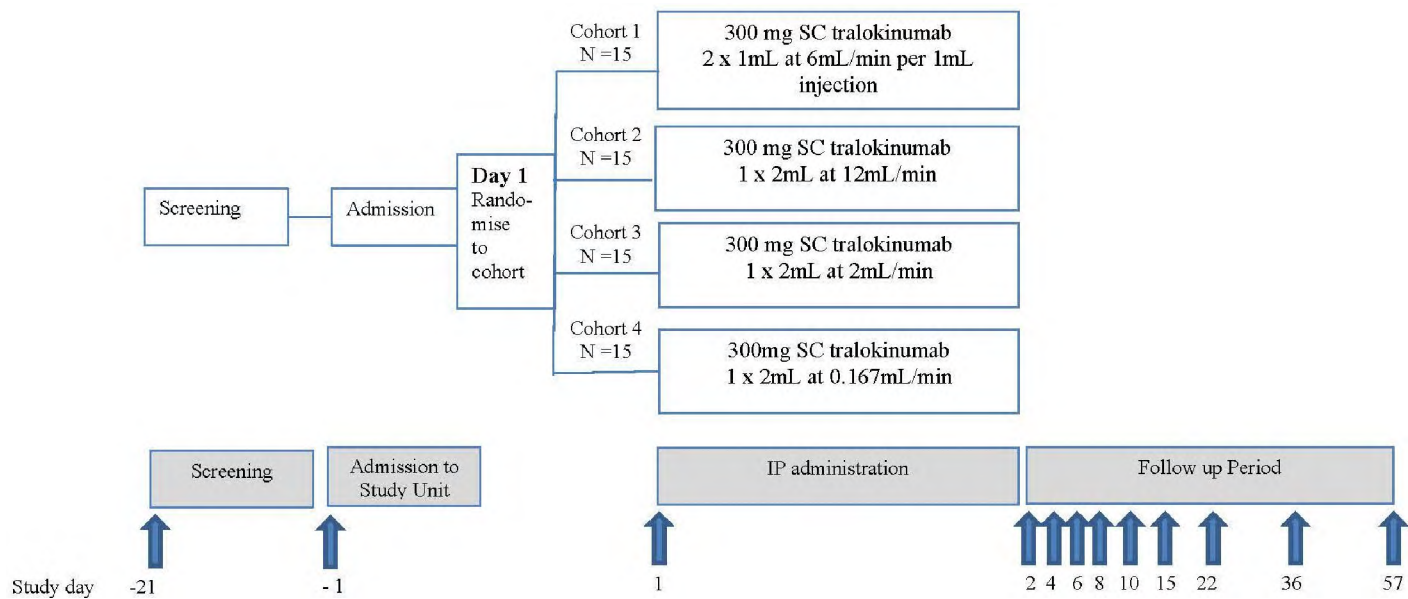 Cohort 1
N =15
300 mg SC tralokinumab
2 x 1mL at 6mL/min per 1mL
injection
Cohort 2
N =15
300 mg SC tralokinumab
1 x 2mL at 12mL/min
Screening
Admission
Day 1
Rando-
mise
to
cohort
Cohort 3
N =15
300 mg SC tralokinumab
1 x 2mL at 2mL/min
Cohort 4
N =15
300mg SC tralokinumab
1 x 2mL at 0.167mL/min
Screening
Admission to
Study Unit
IP administration
Follow up Period
Study day -21 - 1 1 2 4 6 8 10 15 22 36 57